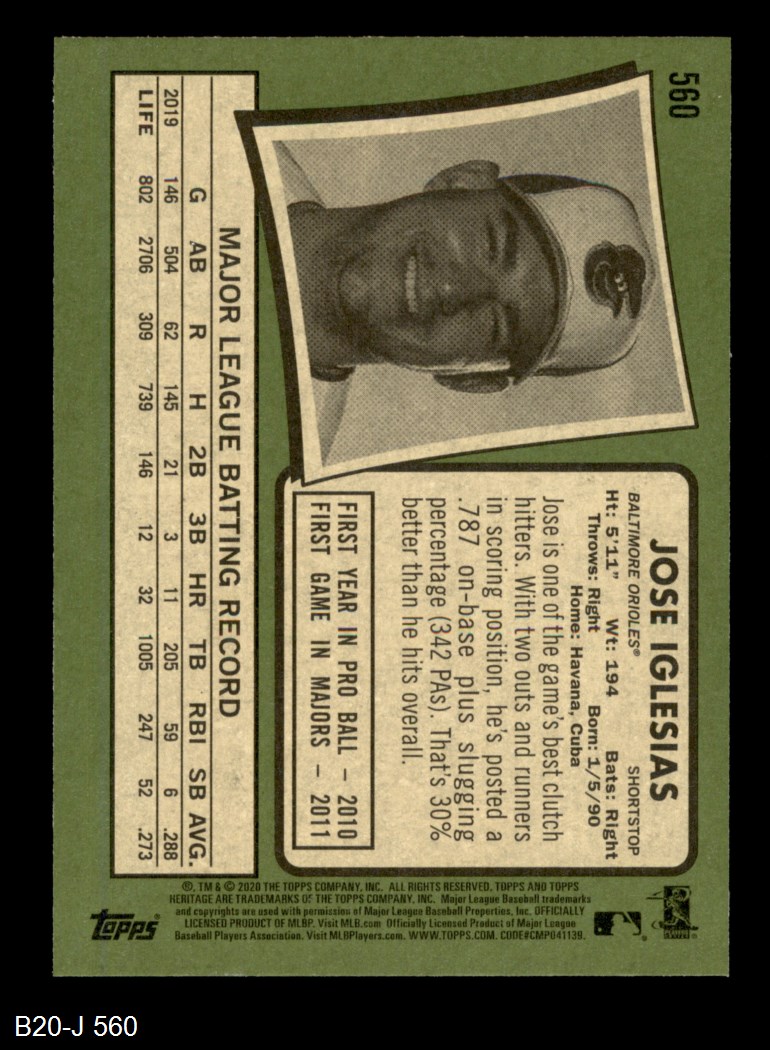 560
JOSE IGLESIAS
BALTIMORE ORIOLES® SHORTSTOP
Ht: 5'11" Wt: 194 Bats: Right
Throws: Right Born: 1/5/90
Home: Havana, Cuba
Jose is one of the game's best clutch
hitters. With two outs and runners
in scoring position, he's posted a
.787 on-base plus slugging
percentage (342 PAs). That's 30%
better than he hits overall.
FIRST YEAR IN PRO BALL – 2010
FIRST GAME IN MAJORS – 2011
MAJOR LEAGUE BATTING RECORD
G AB R H 2B 3B HR TB RBI SB AVG.
2019 146 504 62 145 21 3 11 205 59 6 .288
LIFE 802 2706 309 739 146 12 32 1005 247 52 .273
®, TM & © 2020 THE TOPPS COMPANY, INC. ALL RIGHTS RESERVED. TOPPS AND TOPPS
HERITAGE ARE TRADEMARKS OF THE TOPPS COMPANY, INC. Major League Baseball trademarks
and copyrights are used with permission of Major League Baseball Properties, Inc. OFFICIALLY
LICENSED PRODUCT OF MLBP. Visit MLB.com Officially Licensed Product of Major League
Baseball Players Association. Visit MLBPlayers.com. WWW.TOPPS.COM. CODE#CMP041139.
topps®
B20-J 560